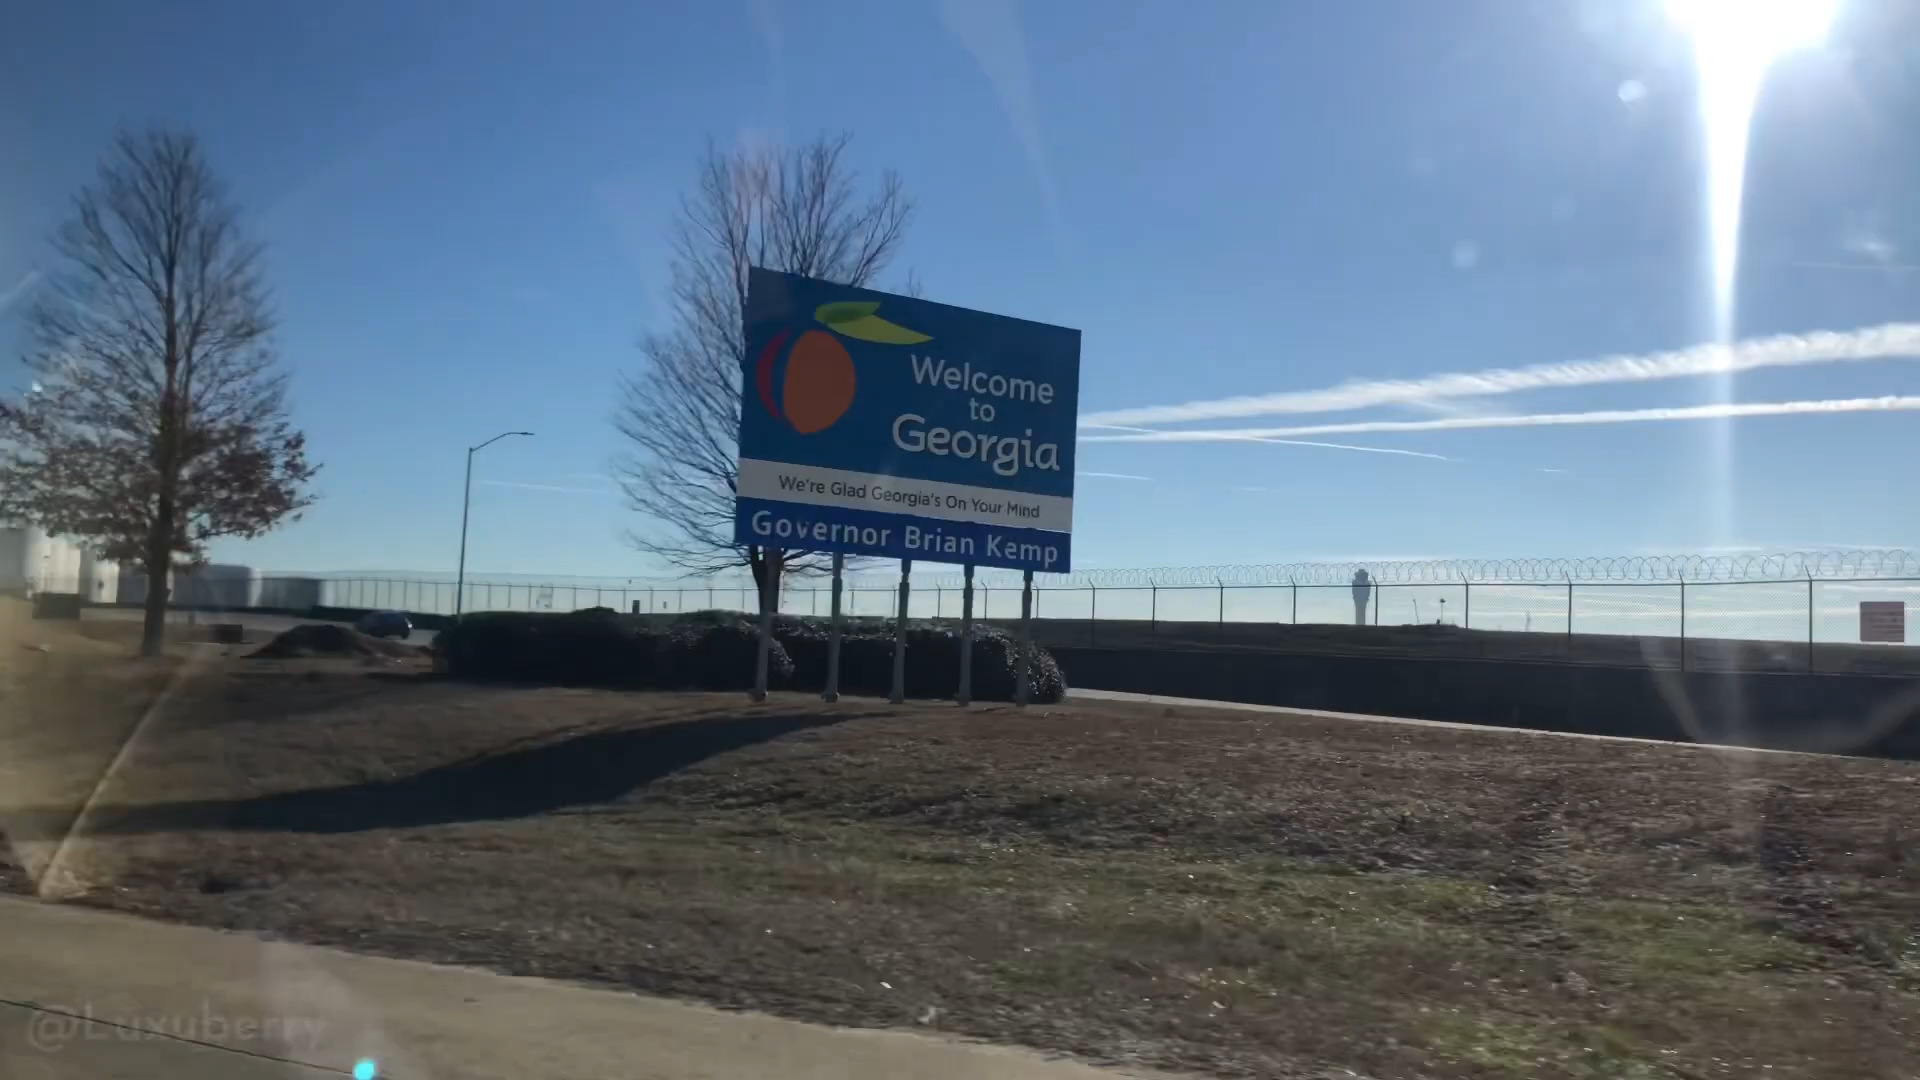 Welcome
to
Georgia
We're Glad Georgia's On Your Mind
Governor Brian Kemp
@Luxuberry